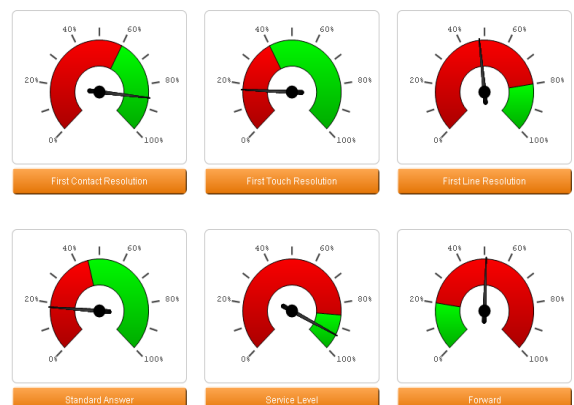 40% 60% 40% 60% 40% 60%
20% 80% 20% 80% 20% 80%
0% 100% 0% 100% 0% 100%
First Contact Resolution First Touch Resolution First Line Resolution
40% 60% 40% 60% 40% 60%
20% 80% 20% 80% 20% 80%
0% 100% 0% 100% 0% 100%
Standard Answer Service Level Forward